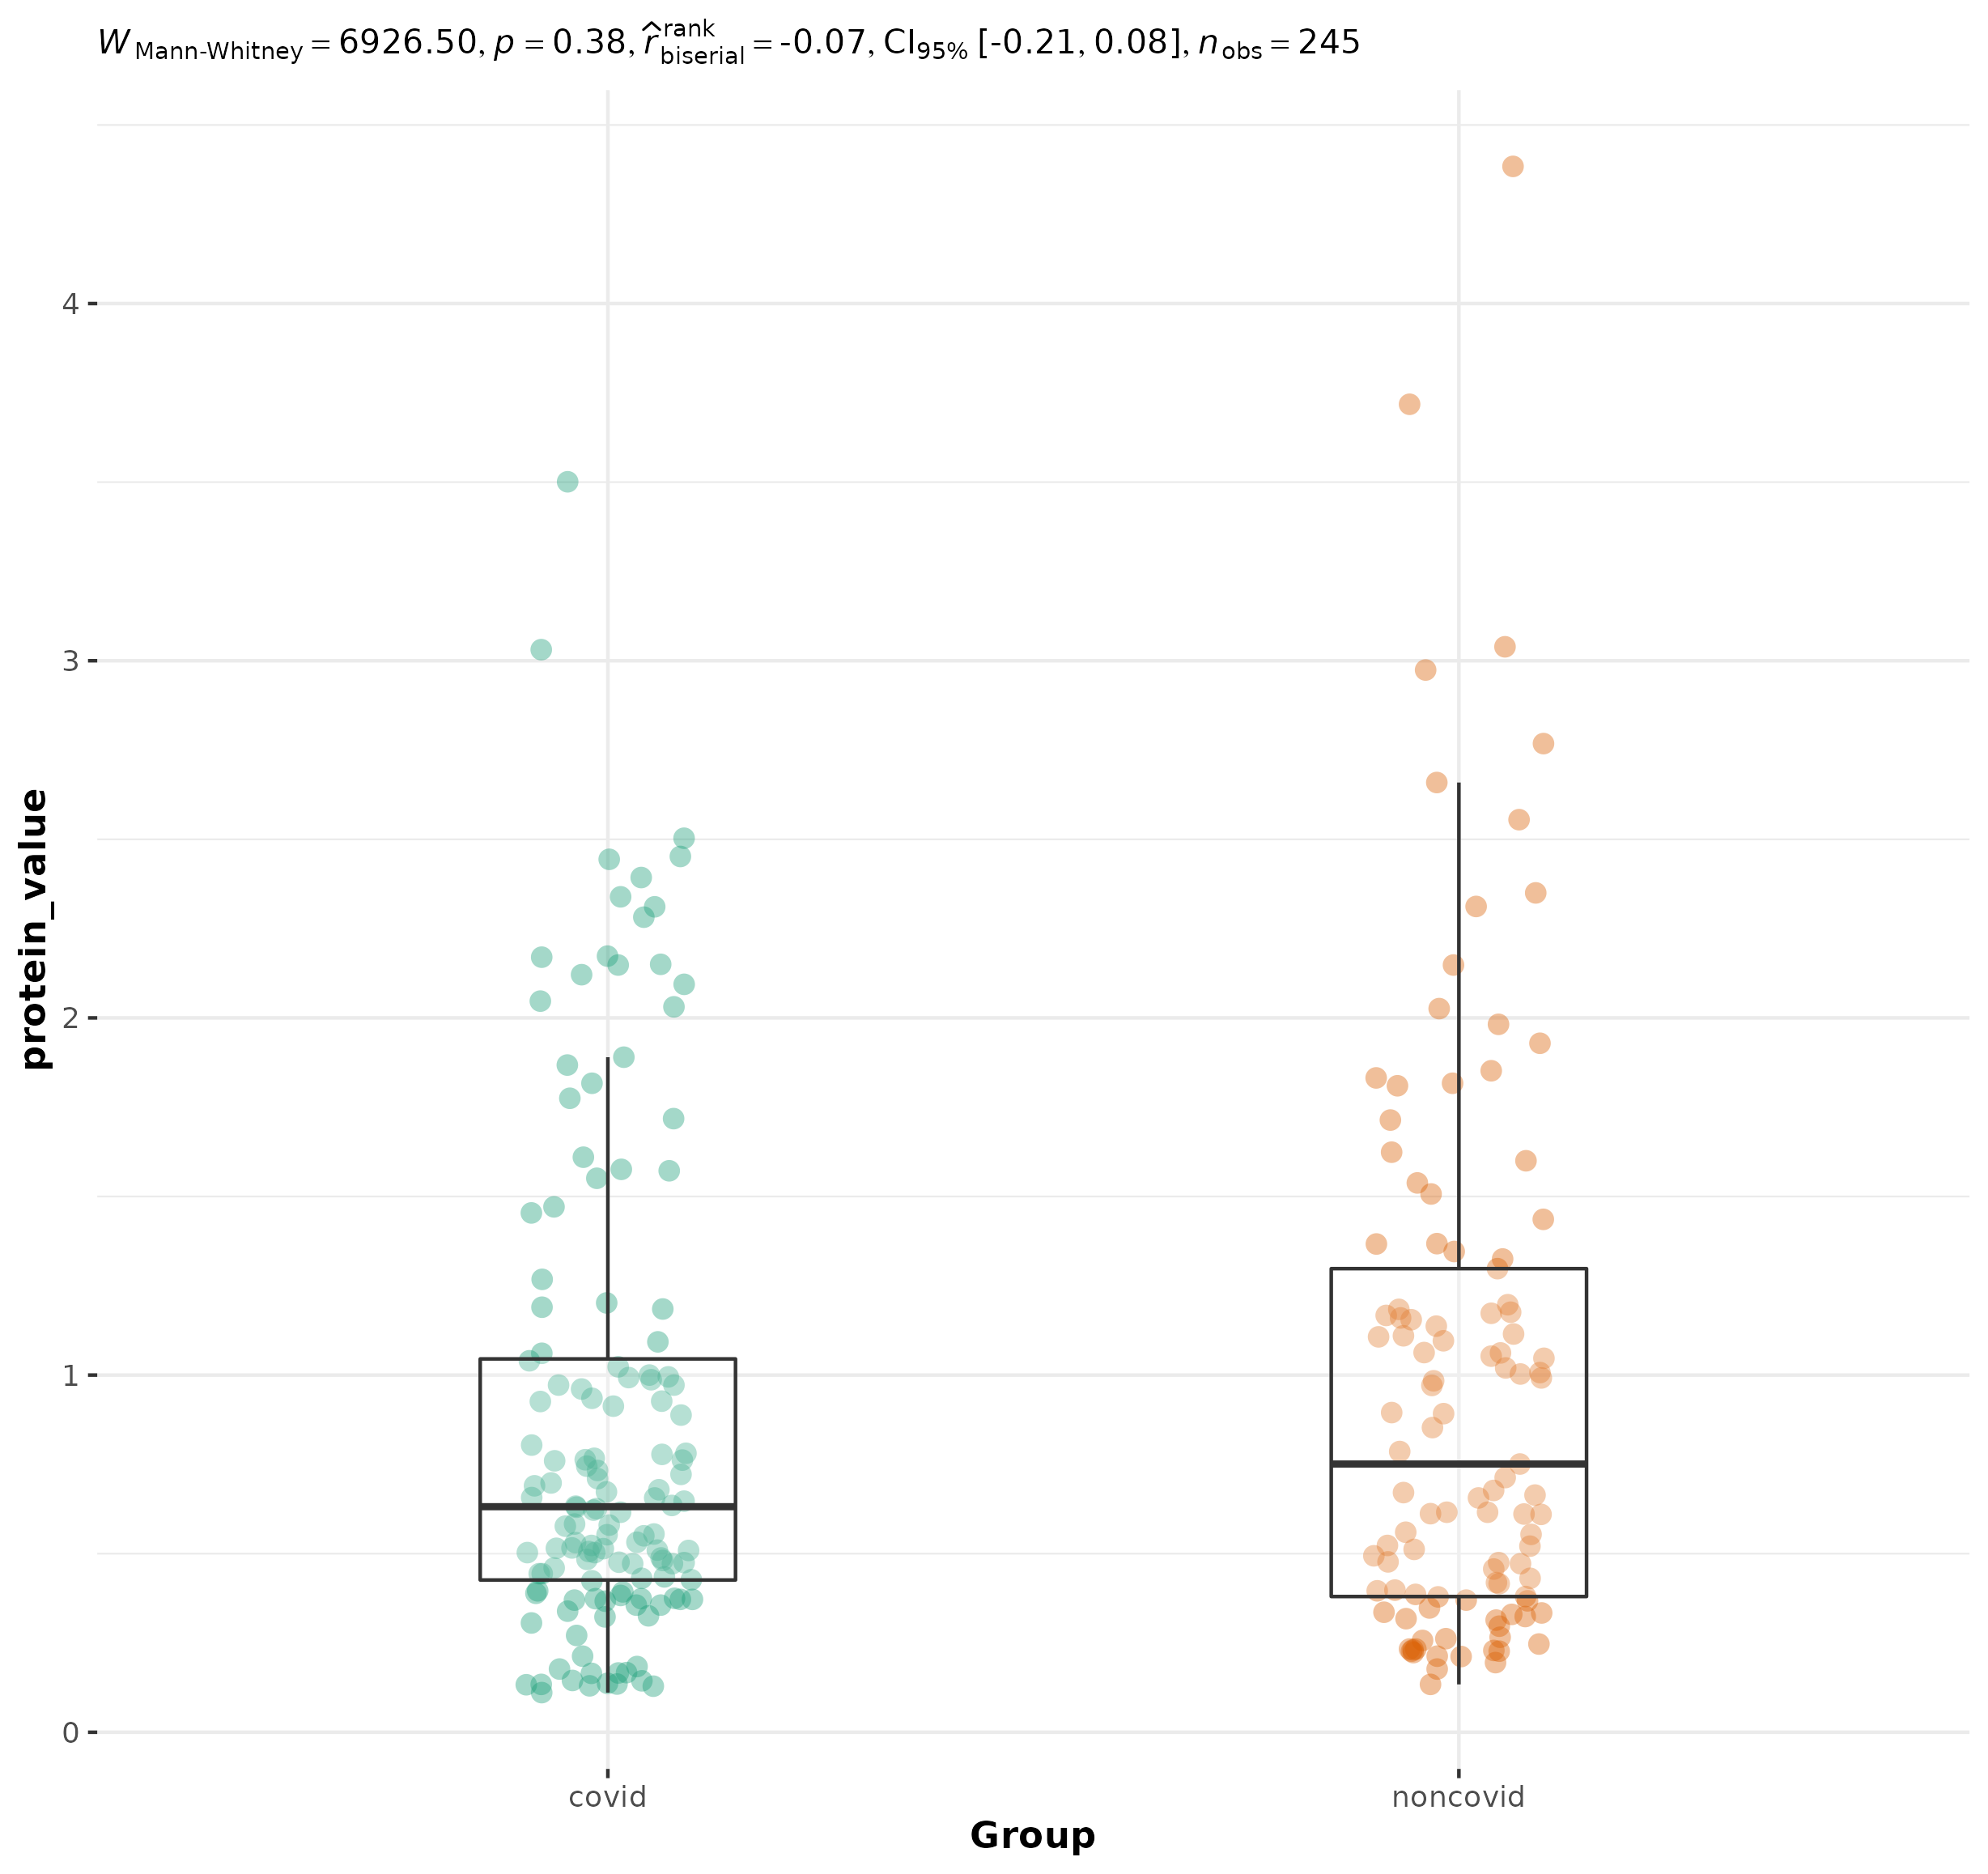 W Mann-Whitney = 6926.50, p = 0.38, r̂ rank biserial = -0.07, CI95% [-0.21, 0.08], nobs = 245
4
3
2
1
0
protein_value
covid noncovid
Group